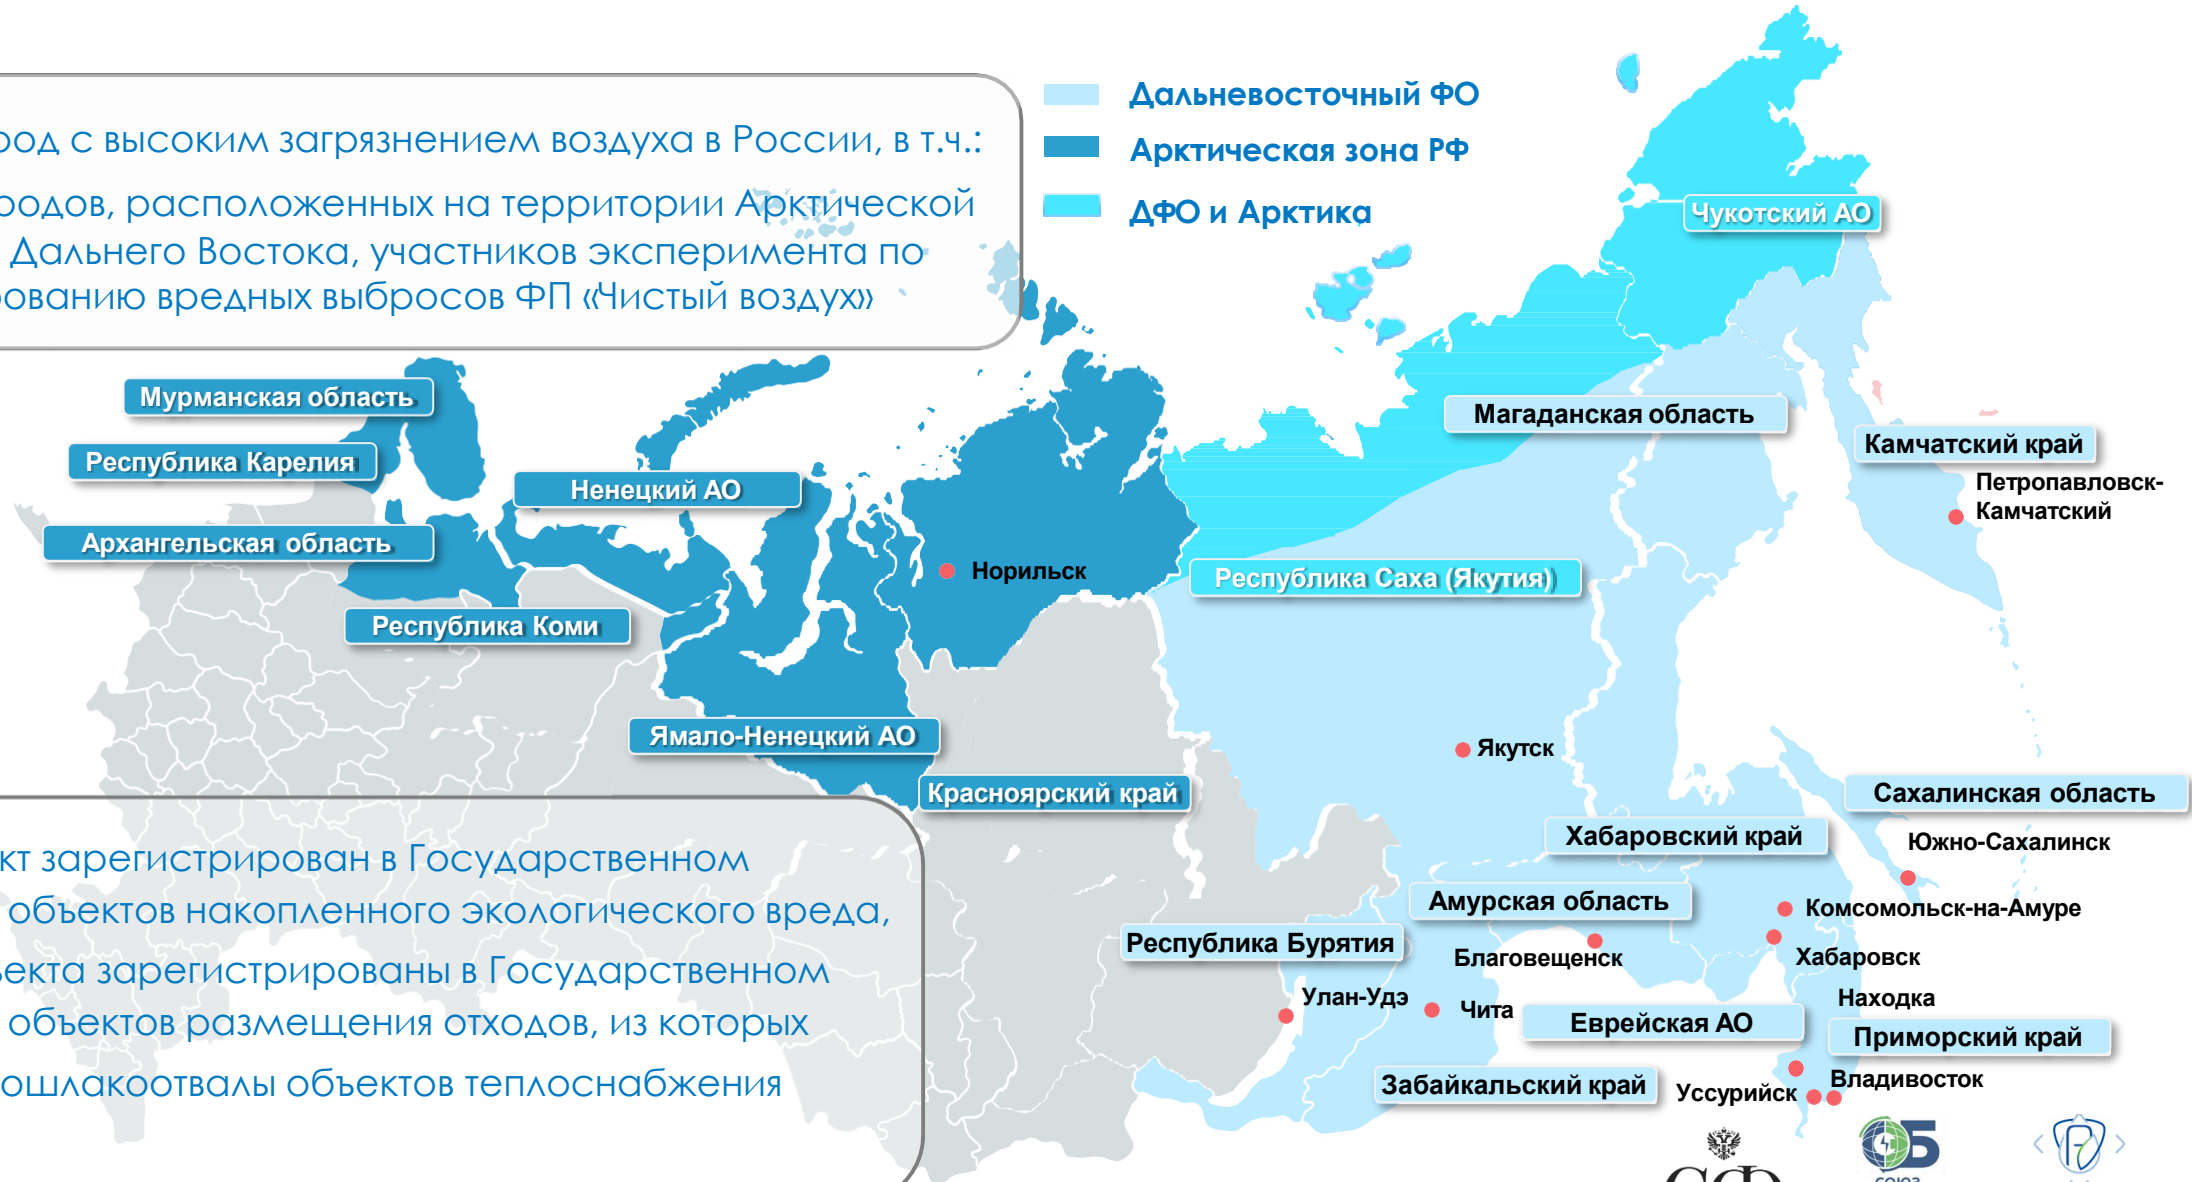 род с высоким загрязнением воздуха в России, в т.ч.:
родов, расположенных на территории Арктической
Дальнего Востока, участников эксперимента по
рованию вредных выбросов ФП «Чистый воздух»
Дальневосточный ФО
Арктическая зона РФ
ДФО и Арктика
Чукотский АО
Мурманская область
Магаданская область
Камчатский край
Республика Карелия
Ненецкий АО
Петропавловск-
Камчатский
Архангельская область
Норильск
Республика Саха (Якутия)
Республика Коми
Ямало-Ненецкий АО
Якутск
Красноярский край
Сахалинская область
Хабаровский край
Южно-Сахалинск
Амурская область
Комсомольск-на-Амуре
Республика Бурятия
Благовещенск
Хабаровск
Улан-Удэ
Чита
Находка
Еврейская АО
Приморский край
Забайкальский край
Уссурийск
Владивосток
кт зарегистрирован в Государственном
объектов накопленного экологического вреда,
ъекта зарегистрированы в Государственном
объектов размещения отходов, из которых
ошлакоотвалы объектов теплоснабжения
СФ
ОБ
СОЮЗ